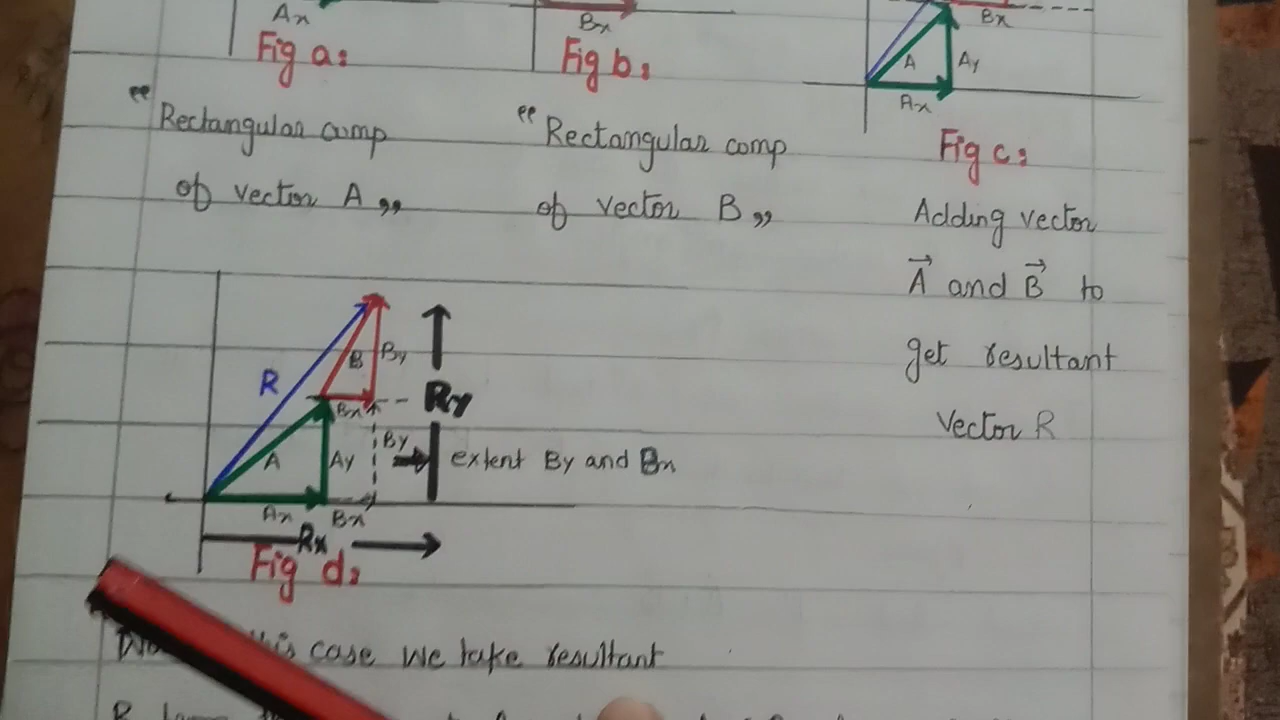 Ax
Bx
Bx
A
Ay
Ax
Fig a:
Fig b:
Fig c:
" Rectangular comp
of vector A "
" Rectangular comp
of vector B "
Adding vector
A and B to
get resultant
vector R
R
B
By
Bx
Ry
A
Ay
By
extent By and Bx
Ax
Bx
Rx
Fig d:
this case we take resultant
R